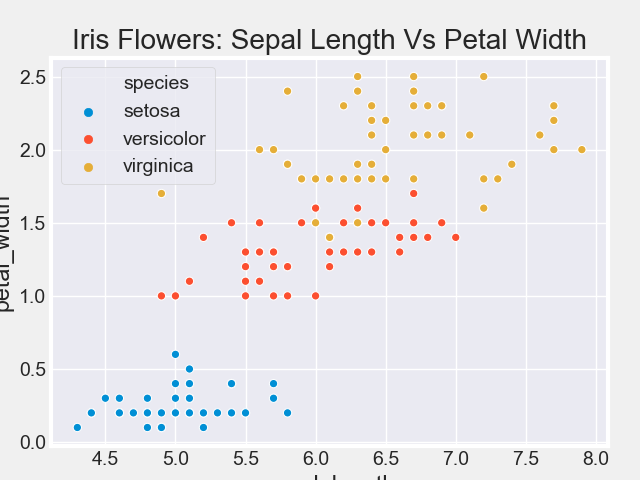 Iris Flowers: Sepal Length Vs Petal Width
species
setosa
versicolor
virginica
petal_width
2.5
2.0
1.5
1.0
0.5
0.0
4.5 5.0 5.5 6.0 6.5 7.0 7.5 8.0